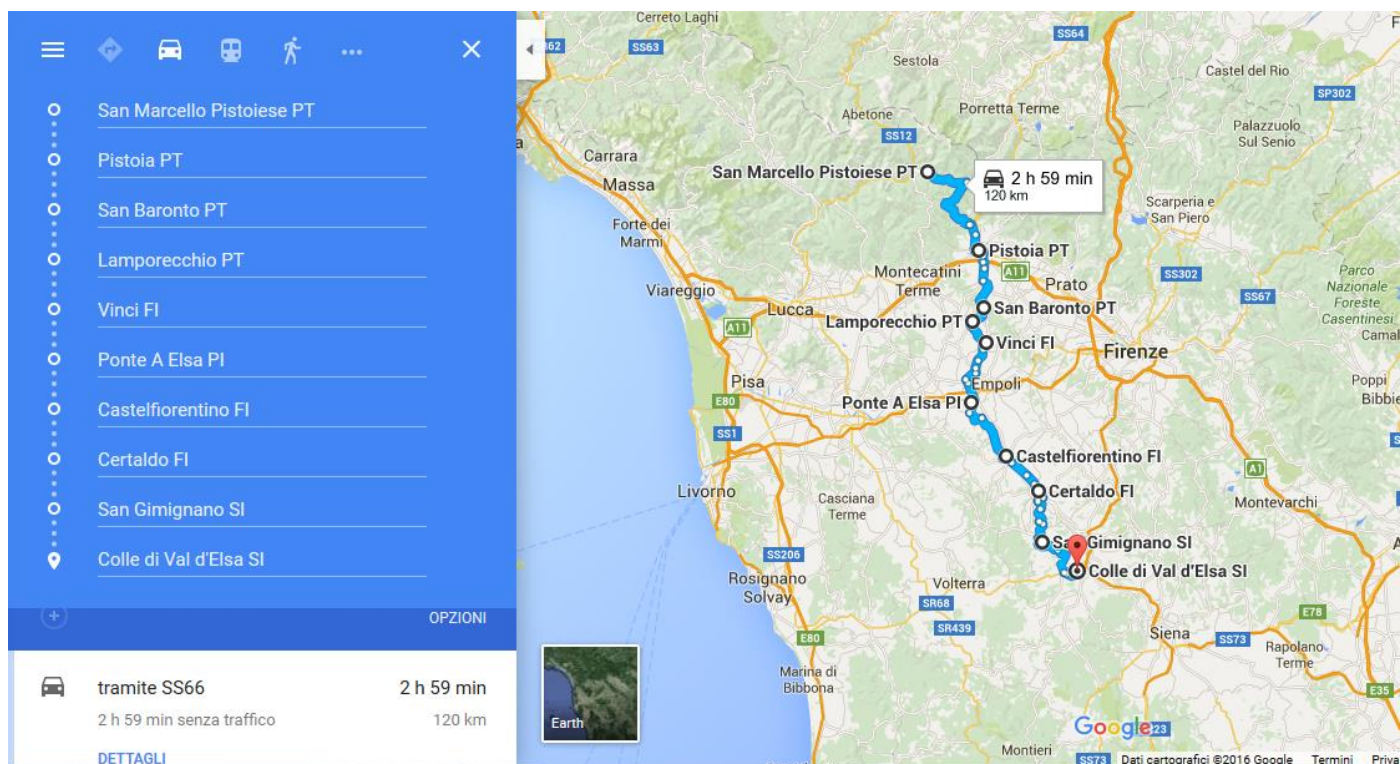 San Marcello Pistoiese PT
Pistoia PT
San Baronto PT
Lamporecchio PT
Vinci FI
Ponte A Elsa PI
Castelfiorentino FI
Certaldo FI
San Gimignano SI
Colle di Val d'Elsa SI
OPZIONI
tramite SS66 2 h 59 min
2 h 59 min senza traffico 120 km
DETTAGLI
Cerreto Laghi
62 SS63
SS64
Sestola
Castel del Rio
SP302
Abetone
Porretta Terme
SS12
Palazzuolo
sul Senio
Carrara
Massa
San Marcello Pistoiese PT
2 h 59 min
120 km
Scarperia e
San Piero
Forte dei
Marmi
Pistoia PT
Montecatini
Terme
A11
Prato
SS302
Parco
Nazionale
Foreste
Casentinesi
Viareggio
SS67
Lucca
San Baronto PT
A11
Lamporecchio PT
Vinci FI
Firenze
Pisa
Empoli
Poppi
E80
Ponte A Elsa PI
SS1
Castelfiorentino FI
A1
Livorno
Certaldo FI
Casciana
Terme
Montevarchi
San Gimignano SI
SS206
Colle di Val d'Elsa SI
Rosignano
Solvay
Volterra
SR68
E78
SR439
Siena
SS73
Rapolano
Terme
E80
Marina di
Bibbona
E35
Earth
Google
Montieri
SS73
Dati cartografici ©2016 Google Termini